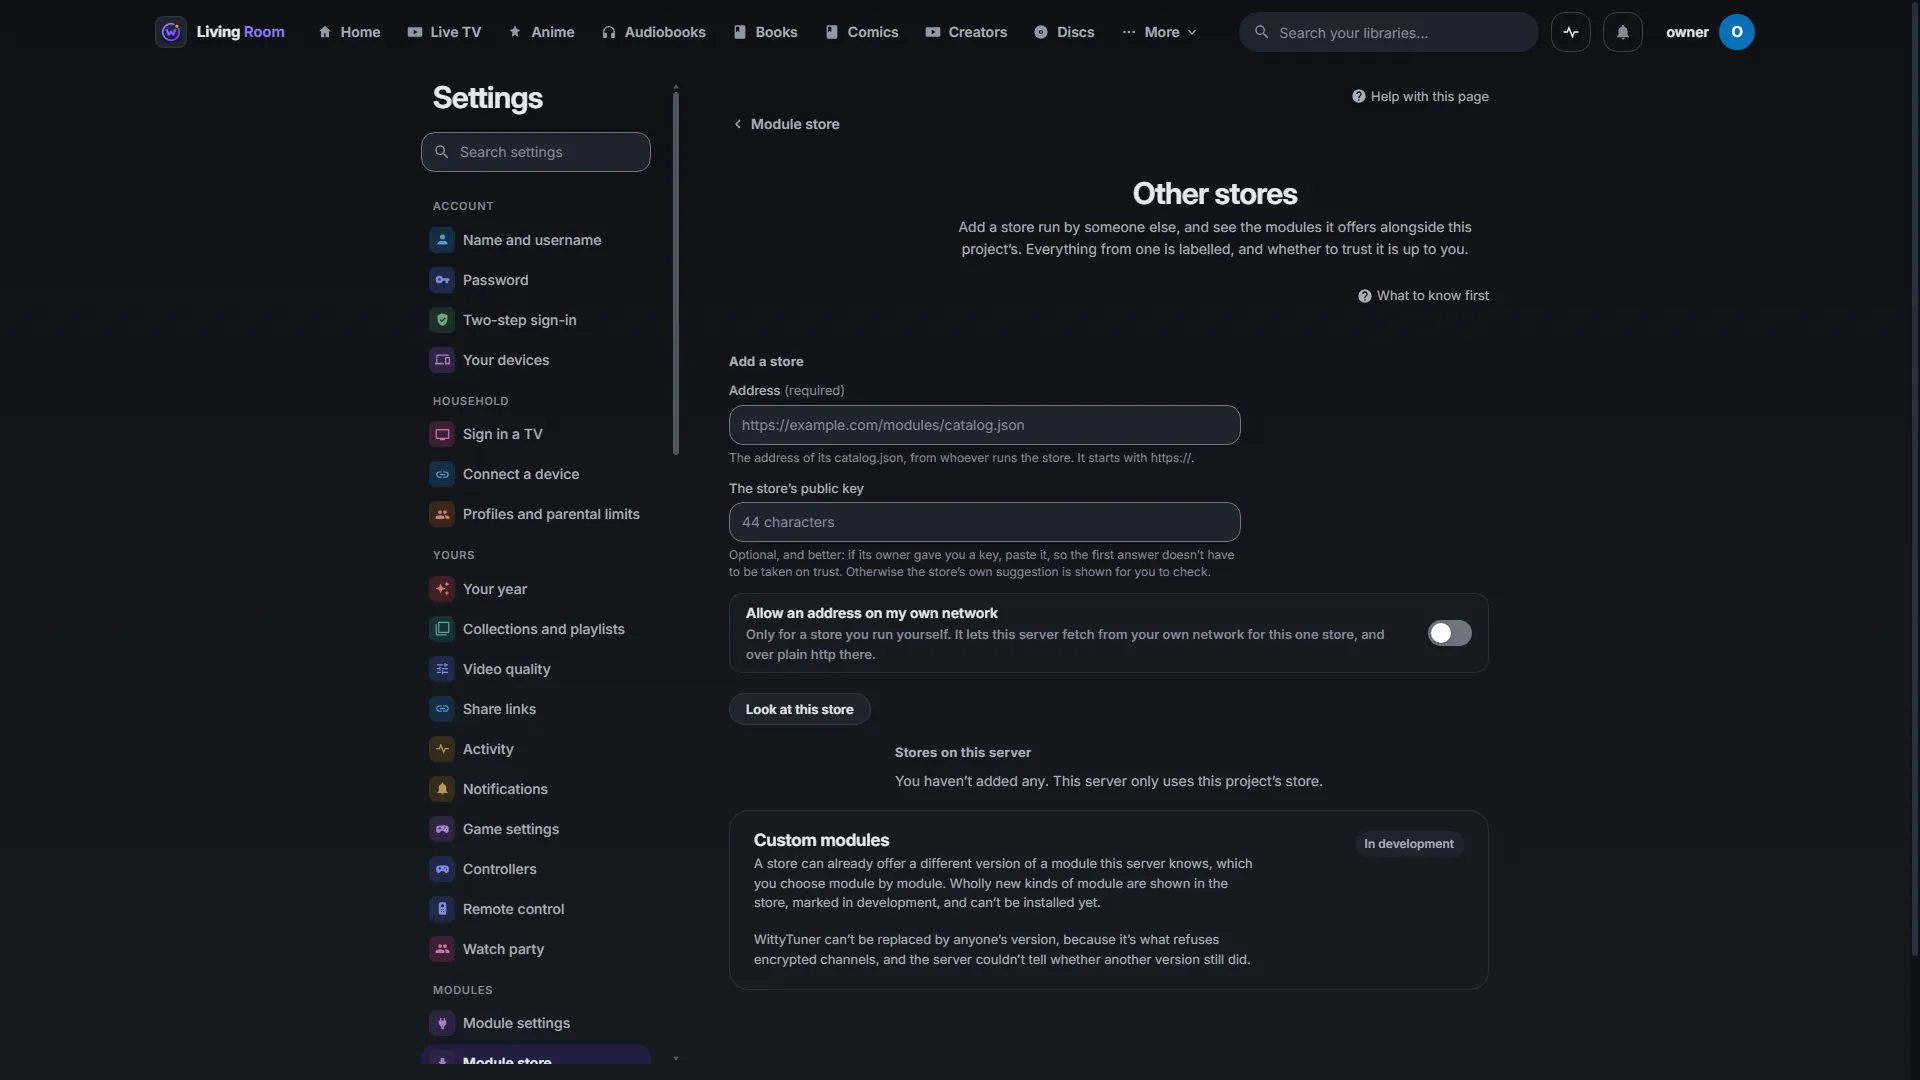 Living Room
Home
Live TV
Anime
Audiobooks
Books
Comics
Creators
Discs
More
Search your libraries...
owner
O
Settings
Search settings
ACCOUNT
Name and username
Password
Two-step sign-in
Your devices
HOUSEHOLD
Sign in a TV
Connect a device
Profiles and parental limits
YOURS
Your year
Collections and playlists
Video quality
Share links
Activity
Notifications
Game settings
Controllers
Remote control
Watch party
MODULES
Module settings
Module store
Help with this page
Module store
Other stores
Add a store run by someone else, and see the modules it offers alongside this
project’s. Everything from one is labelled, and whether to trust it is up to you.
What to know first
Add a store
Address (required)
https://example.com/modules/catalog.json
The address of its catalog.json, from whoever runs the store. It starts with https://.
The store’s public key
44 characters
Optional, and better: if its owner gave you a key, paste it, so the first answer doesn’t have
to be taken on trust. Otherwise the store’s own suggestion is shown for you to check.
Allow an address on my own network
Only for a store you run yourself. It lets this server fetch from your own network for this one store, and
over plain http there.
Look at this store
Stores on this server
You haven’t added any. This server only uses this project’s store.
Custom modules
In development
A store can already offer a different version of a module this server knows, which
you choose module by module. Wholly new kinds of module are shown in the
store, marked in development, and can’t be installed yet.
WittyTuner can’t be replaced by anyone’s version, because it’s what refuses
encrypted channels, and the server couldn’t tell whether another version still did.